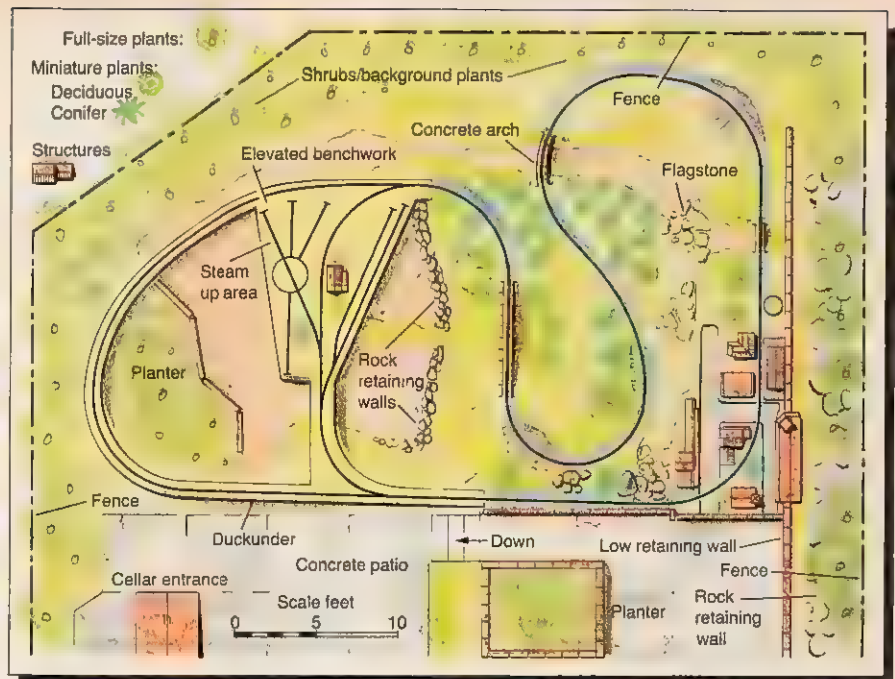 Full-size plants:
Miniature plants:
Deciduous
Conifer
Structures
Shrubs/background plants
Fence
Concrete arch
Elevated benchwork
Flagstone
Steam
up area
Rock
retaining
walls
Planter
Fence
Duckunder
Down
Low retaining wall
Concrete patio
Fence
Cellar entrance
Scale feet
0 5 10
Planter
Rock
retaining
wall